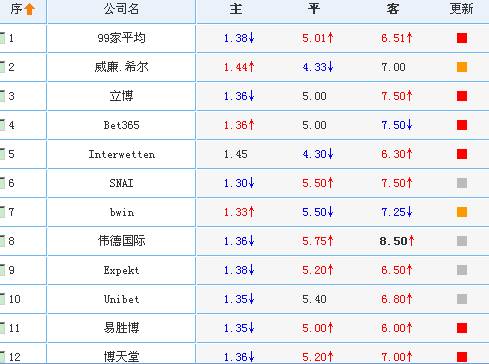 序 公司名 主 平 客 更新
1 99家平均 1.38↓ 5.01↑ 6.51↑
2 威廉.希尔 1.44↑ 4.33↓ 7.00
3 立博 1.36↓ 5.00 7.50↑
4 Bet365 1.36↑ 5.00 7.50↓
5 Interwetten 1.45 4.30↓ 6.30↑
6 SNAI 1.30↓ 5.50↑ 7.50↑
7 bwin 1.33↑ 5.50↓ 7.25↓
8 伟德国际 1.36↓ 5.75↑ 8.50↑
9 Expekt 1.38↓ 5.20↑ 6.50↑
10 Unibet 1.35↓ 5.40 6.80↑
11 易胜博 1.35↓ 5.00↑ 6.00↑
12 博天堂 1.36↓ 5.20↑ 7.00↑